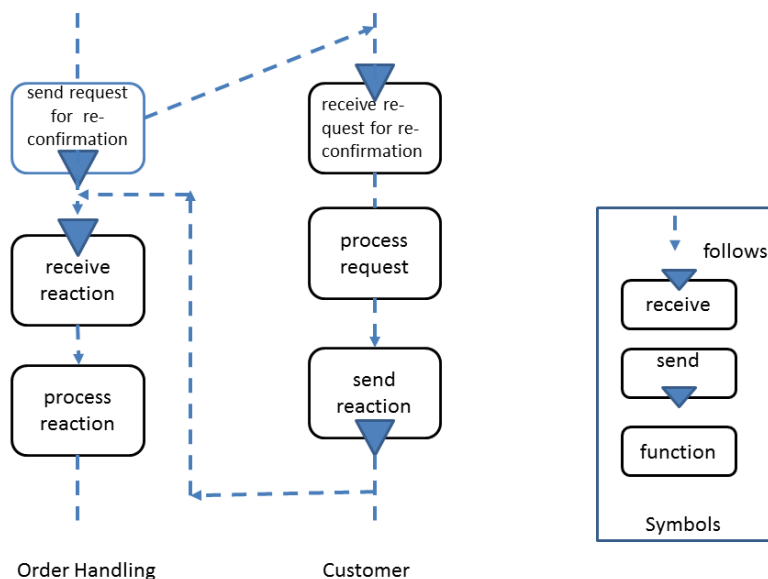 send request
for re-
confirmation
receive re-
quest for re-
confirmation
receive
reaction
process
request
process
reaction
send
reaction
follows
receive
send
function
Symbols
Order Handling
Customer